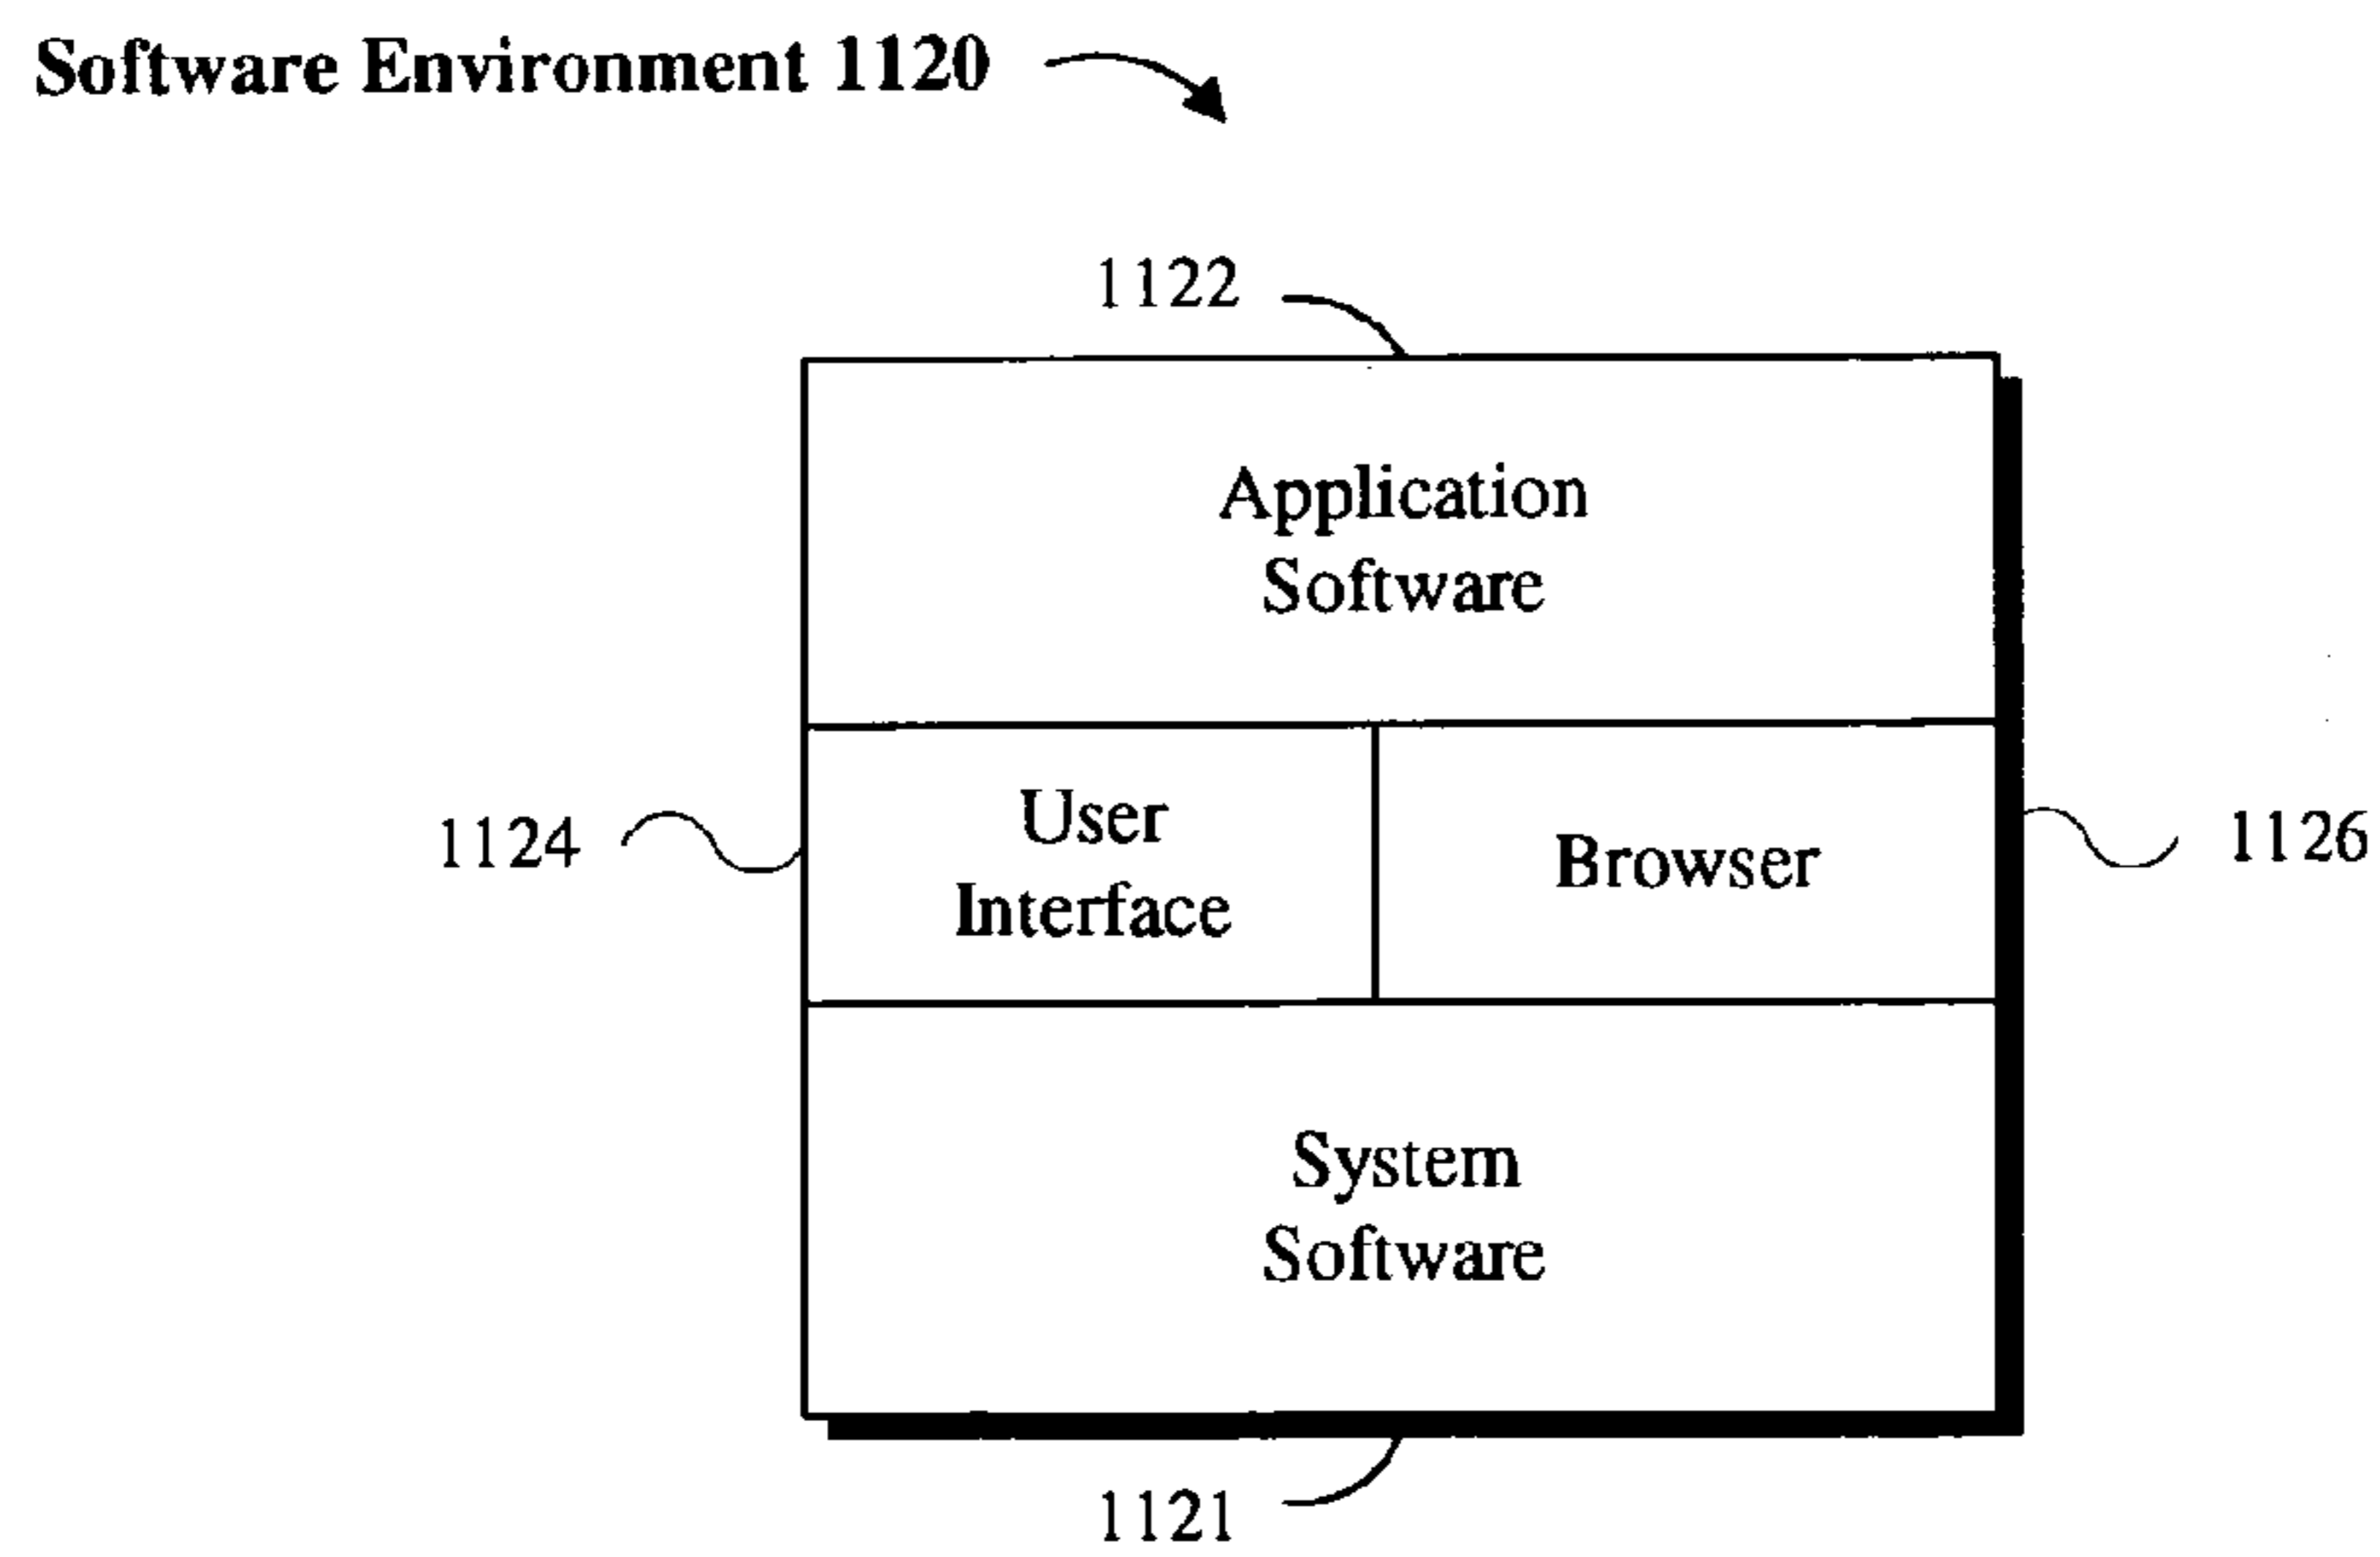 Software Environment 1120
1122
Application
Software
1124
User
Interface
Browser
1126
System
Software
1121